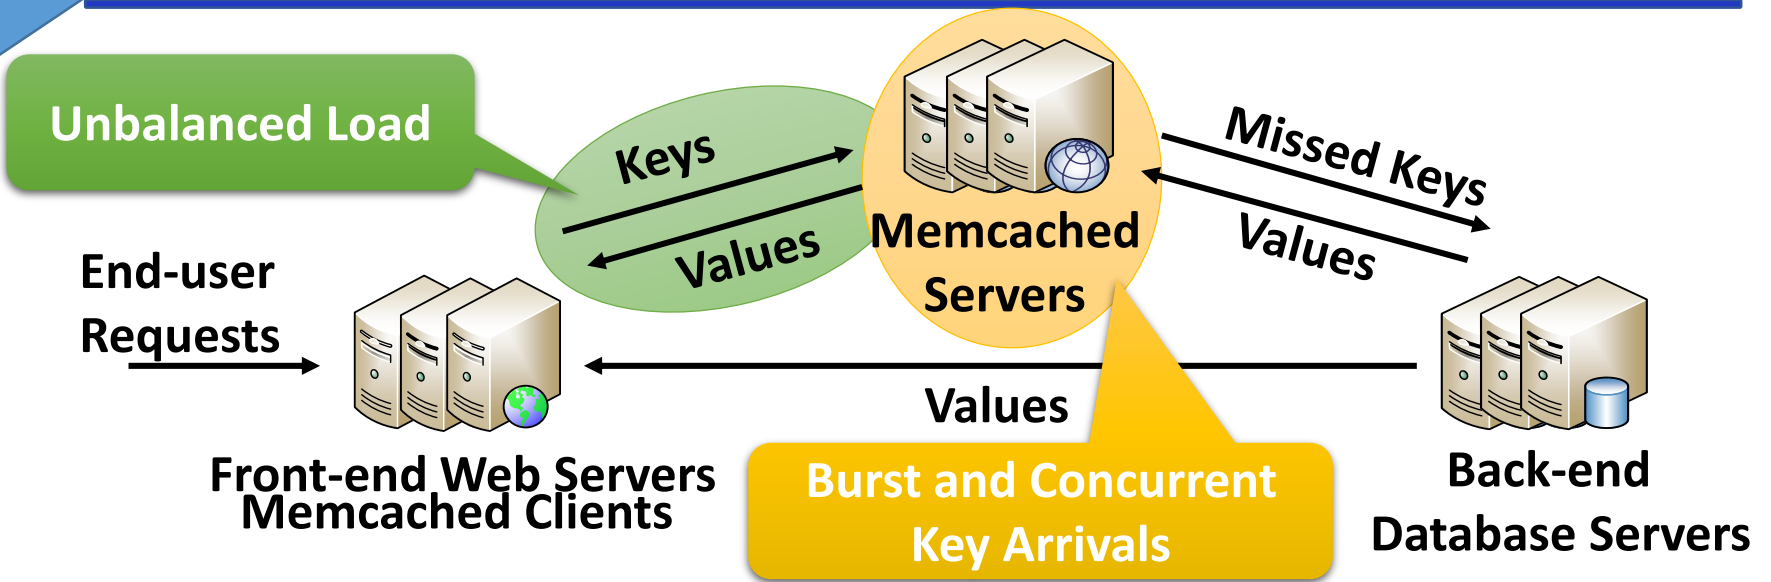 Unbalanced Load
Keys
Values
Memcached
Servers
Missed Keys
Values
End-user
Requests
Values
Front-end Web Servers
Memcached Clients
Burst and Concurrent
Key Arrivals
Back-end
Database Servers